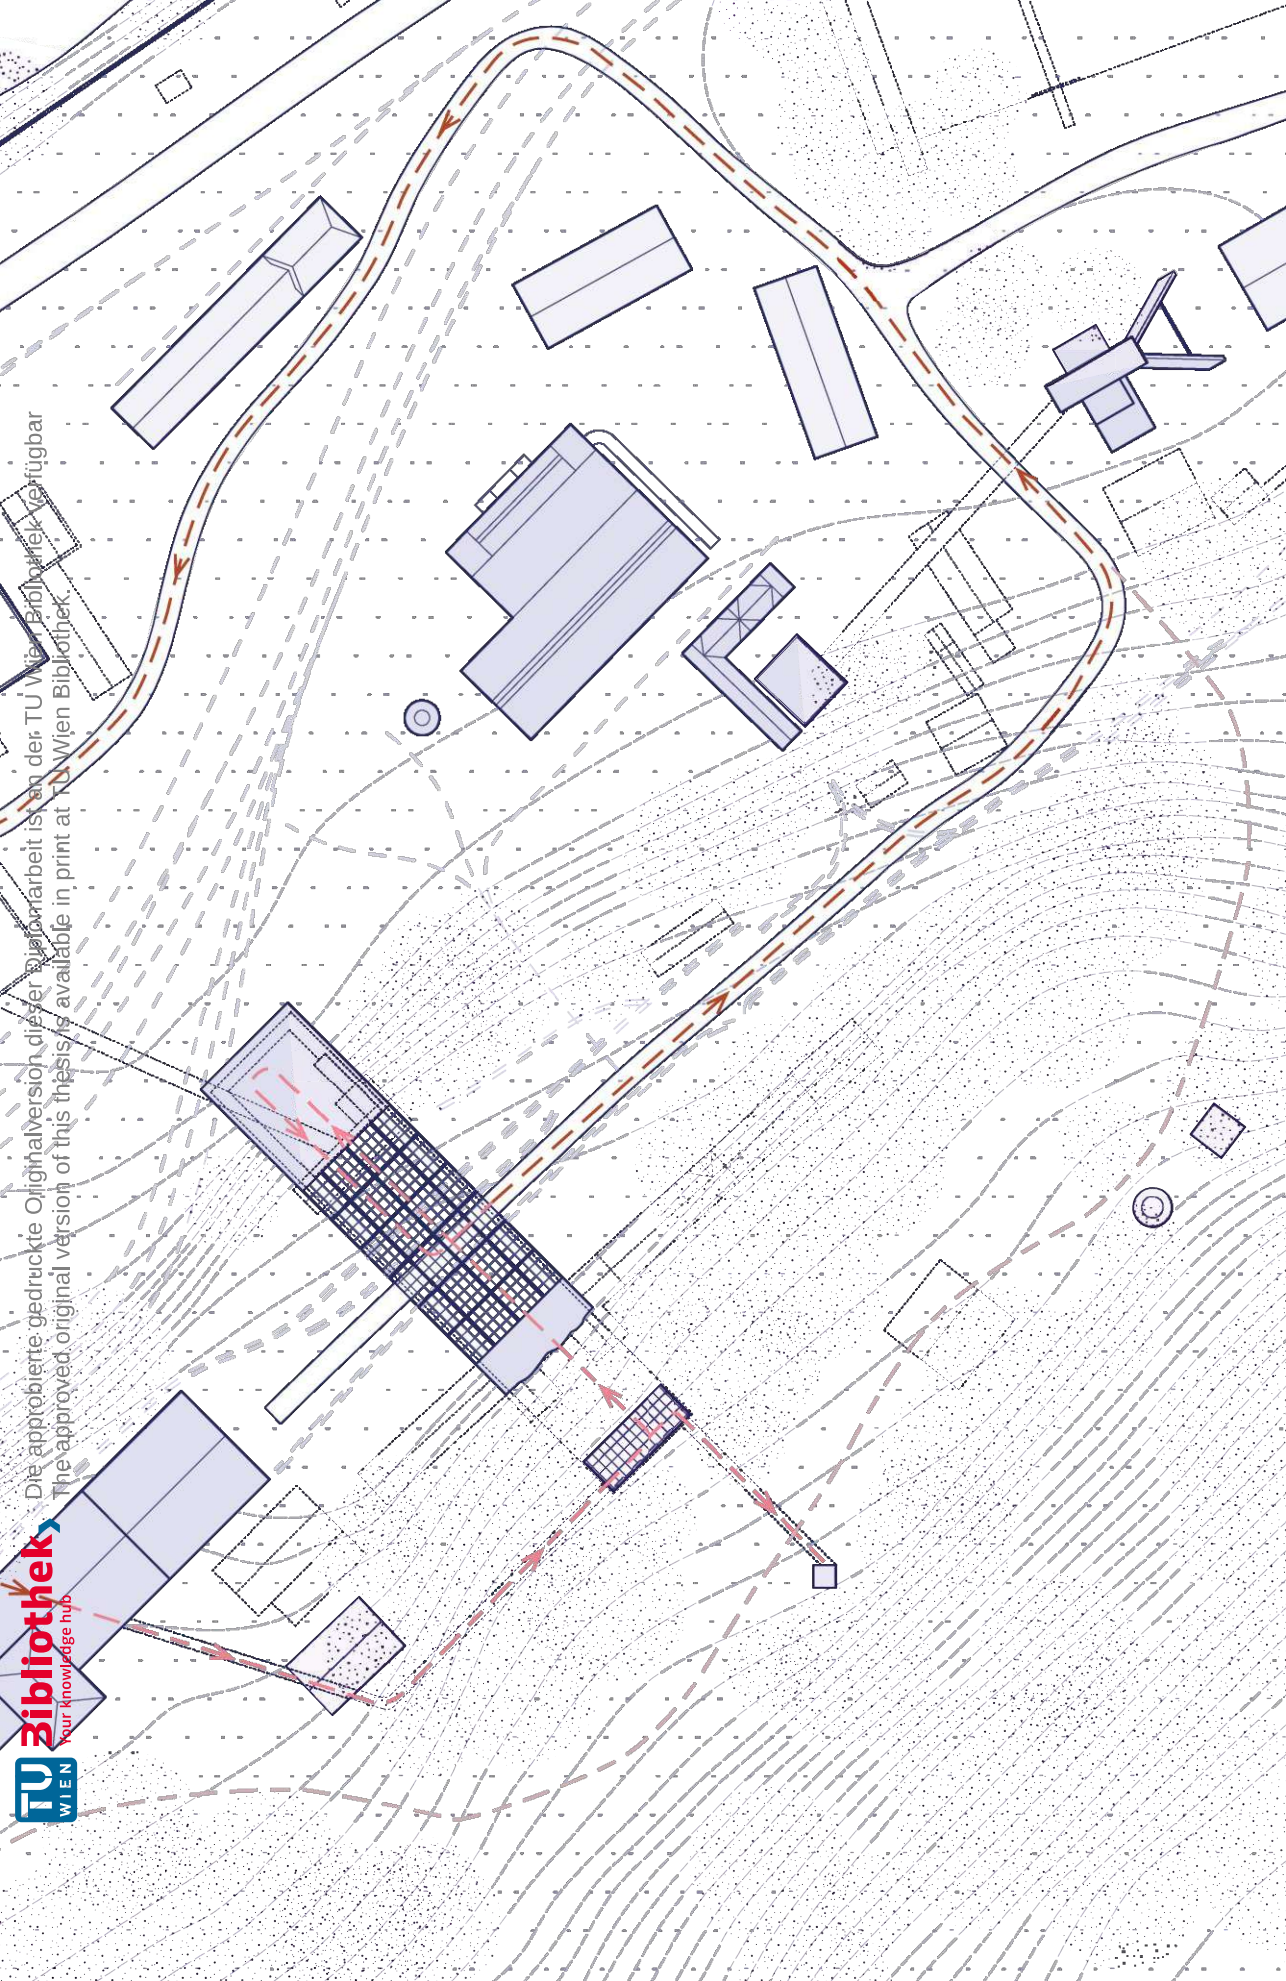 Die approbierte gedruckte Originalversion dieser Diplomarbeit ist an der TU Wien Bibliothek verfügbar
The approved original version of this thesis is available in print at TU Wien Bibliothek.
TU WIEN
Bibliothek
Your knowledge hub